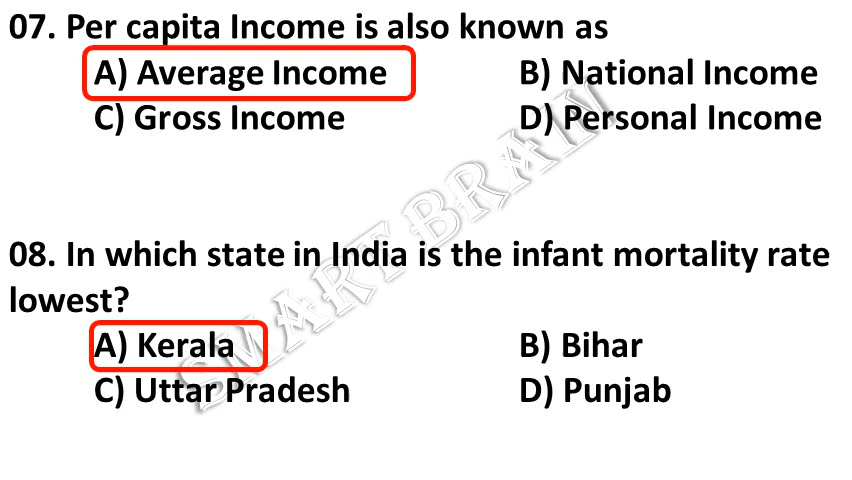 07. Per capita Income is also known as
A) Average Income B) National Income
C) Gross Income D) Personal Income
08. In which state in India is the infant mortality rate
lowest?
A) Kerala B) Bihar
C) Uttar Pradesh D) Punjab
SMART BRAIN